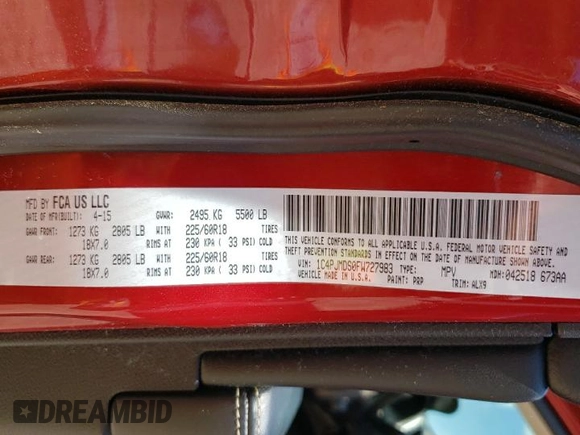 MFD BY FCA US LLC
DATE OF MFR(BUILT): 4-15 GVWR: 2495 KG 5500 LB
GAWR FRONT: 1273 KG 2805 LB WITH 225/60R18 TIRES
18X7.0 RIMS AT 230 KPA ( 33 PSI) COLD
GAWR REAR: 1273 KG 2805 LB WITH 225/60R18 TIRES
18X7.0 RIMS AT 230 KPA ( 33 PSI) COLD
THIS VEHICLE CONFORMS TO ALL APPLICABLE U.S.A. FEDERAL MOTOR VEHICLE SAFETY AND
THEFT PREVENTION STANDARDS IN EFFECT ON THE DATE OF MANUFACTURE SHOWN ABOVE.
VIN: 1C4PJMDS0FW727983 TYPE: MPV MDH:042518 673AA
VEHICLE MADE IN U.S.A. PAINT: PRP TRIM: ALX9
DREAMBID